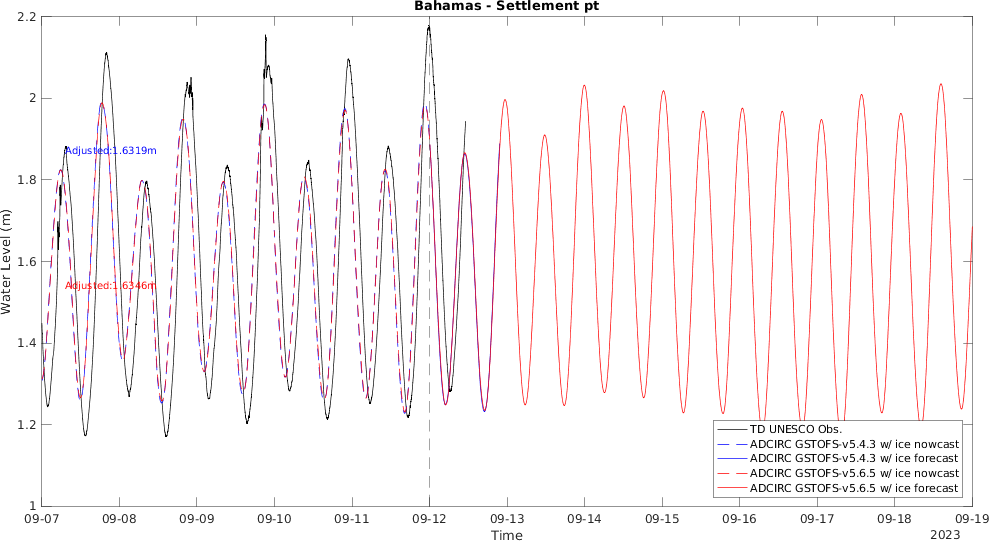 Bahamas - Settlement pt
2.2
2
1.8
1.6
1.4
1.2
1
Water Level (m)
Adjusted:1.6319m
Adjusted:1.6346m
TD UNESCO Obs.
ADCIRC GSTOFS-v5.4.3 w/ ice nowcast
ADCIRC GSTOFS-v5.4.3 w/ ice forecast
ADCIRC GSTOFS-v5.6.5 w/ ice nowcast
ADCIRC GSTOFS-v5.6.5 w/ ice forecast
09-07 09-08 09-09 09-10 09-11 09-12 09-13 09-14 09-15 09-16 09-17 09-18 09-19
Time
2023